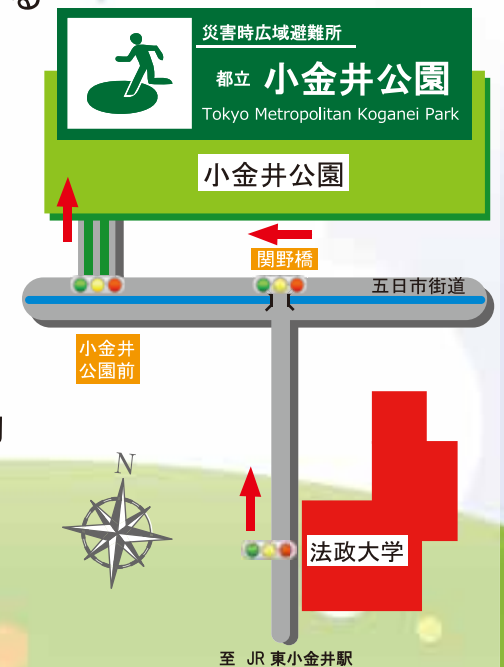 災害時広域避難所
都立 小金井公園
Tokyo Metropolitan Koganei Park
小金井公園
関野橋
五日市街道
小金井
公園前
N
法政大学
至 JR 東小金井駅